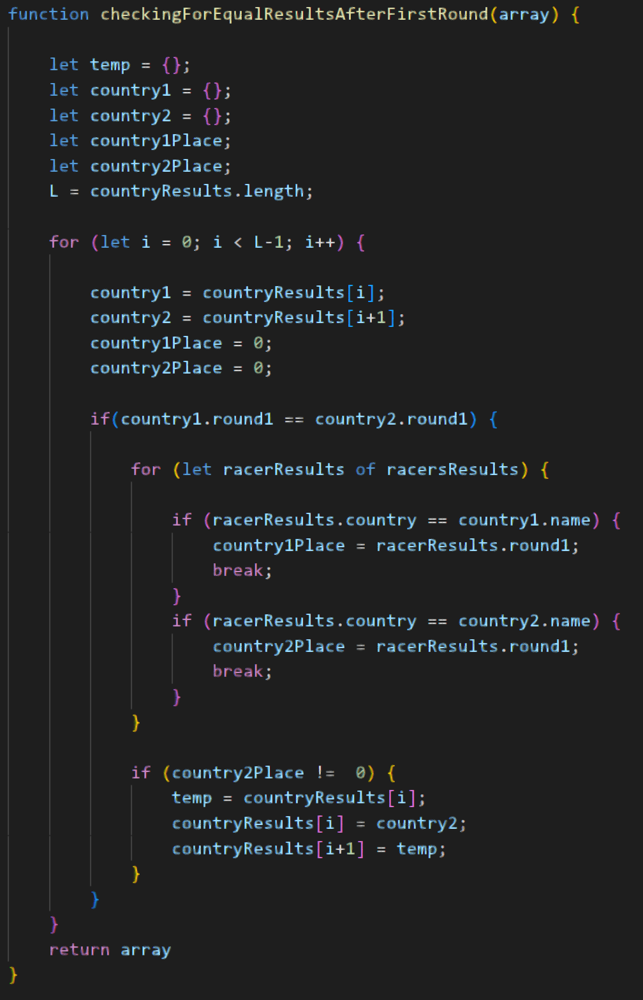 function checkingForEqualResultsAfterFirstRound(array) {
let temp = {};
let country1 = {};
let country2 = {};
let country1Place;
let country2Place;
L = countryResults.length;
for (let i = 0; i < L-1; i++) {
country1 = countryResults[i];
country2 = countryResults[i+1];
country1Place = 0;
country2Place = 0;
if(country1.round1 == country2.round1) {
for (let racerResults of racersResults) {
if (racerResults.country == country1.name) {
country1Place = racerResults.round1;
break;
}
if (racerResults.country == country2.name) {
country2Place = racerResults.round1;
break;
}
}
if (country2Place !=  0) {
temp = countryResults[i];
countryResults[i] = country2;
countryResults[i+1] = temp;
}
}
}
return array
}